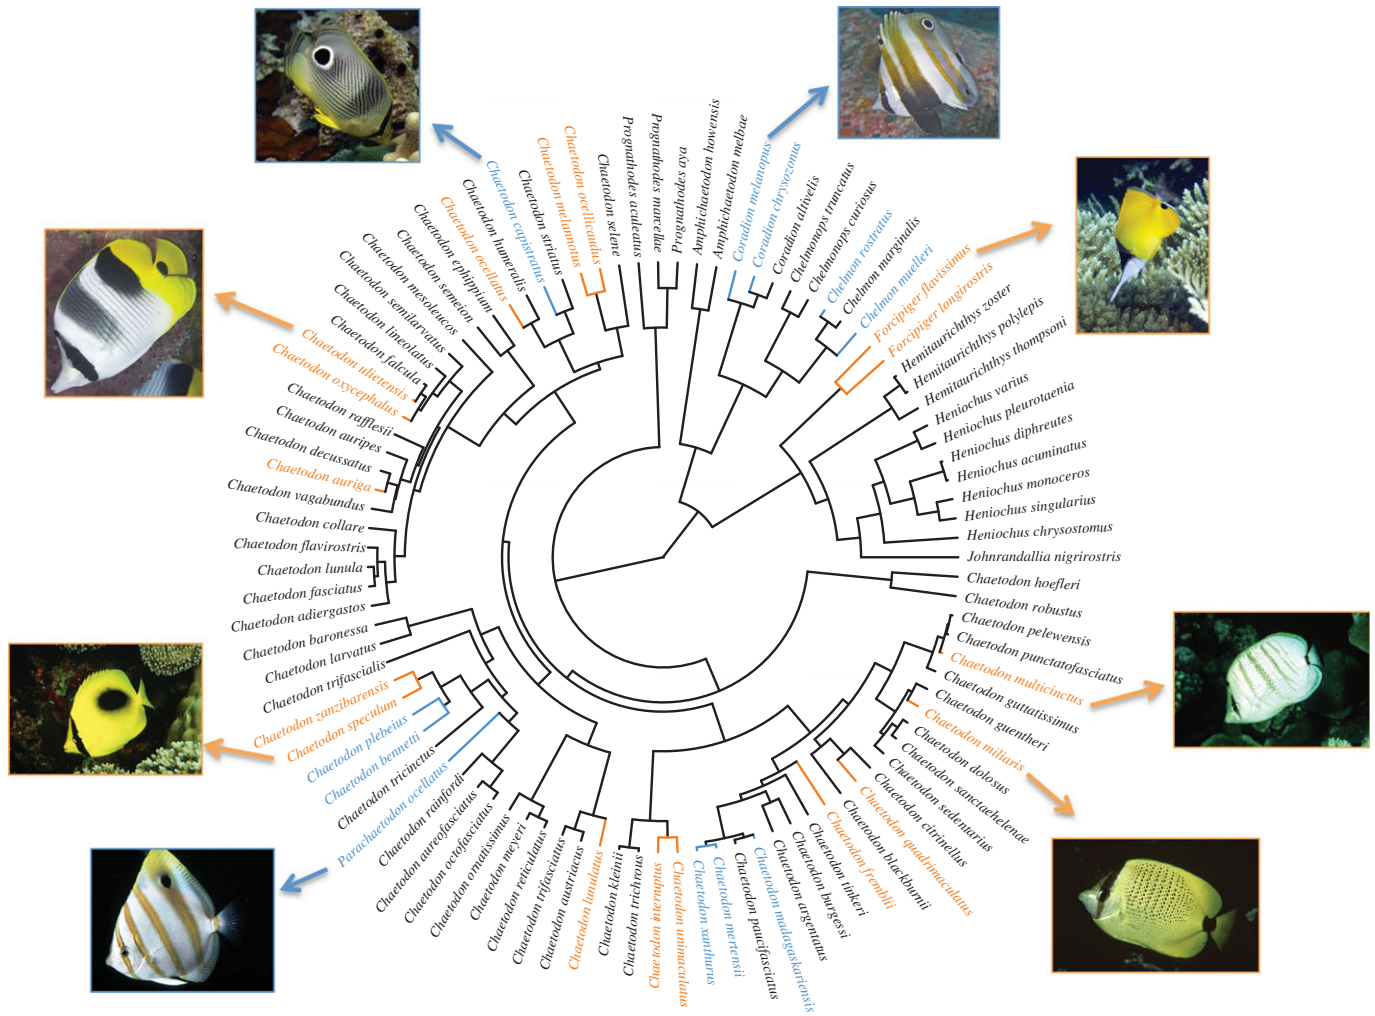 Prognathodes aculeatus
Prognathodes marcellae
Prognathodes aya
Amphichaetodon howensis
Amphichaetodon melbae
Coradion melanopus
Coradion chrysozonus
Coradion altivelis
Chelmonops truncatus
Chelmonops curiosus
Chelmon rostratus
Chelmon marginalis
Chelmon muelleri
Forcipiger flavissimus
Forcipiger longirostris
Hemitaurichthys zoster
Hemitaurichthys polylepis
Hemitaurichthys thompsoni
Heniochus varius
Heniochus pleurotaenia
Heniochus diphreutes
Heniochus acuminatus
Heniochus monoceros
Heniochus singularius
Heniochus chrysostomus
Johnrandallia nigrirostris
Chaetodon hoefleri
Chaetodon robustus
Chaetodon pelewensis
Chaetodon punctatofasciatus
Chaetodon multicinctus
Chaetodon guttatissimus
Chaetodon guentheri
Chaetodon miliaris
Chaetodon dolosus
Chaetodon sanctaehelenae
Chaetodon sedentarius
Chaetodon citrinellus
Chaetodon quadrimaculatus
Chaetodon blackburnii
Chaetodon fremblii
Chaetodon tinkeri
Chaetodon burgessi
Chaetodon argentatus
Chaetodon madagaskariensis
Chaetodon paucifasciatus
Chaetodon mertensii
Chaetodon xanthurus
Chaetodon unimaculatus
Chaetodon interruptus
Chaetodon trichrous
Chaetodon kleinii
Chaetodon lunulatus
Chaetodon austriacus
Chaetodon trifasciatus
Chaetodon reticulatus
Chaetodon meyeri
Chaetodon ornatissimus
Chaetodon octofasciatus
Chaetodon aureofasciatus
Chaetodon rainfordi
Parachaetodon ocellatus
Chaetodon tricinctus
Chaetodon bennetti
Chaetodon plebeius
Chaetodon speculum
Chaetodon zanzibarensis
Chaetodon trifascialis
Chaetodon larvatus
Chaetodon baronessa
Chaetodon adiergastos
Chaetodon fasciatus
Chaetodon lunula
Chaetodon flavirostris
Chaetodon collare
Chaetodon vagabundus
Chaetodon auriga
Chaetodon decussatus
Chaetodon auripes
Chaetodon rafflesii
Chaetodon oxycephalus
Chaetodon ulietensis
Chaetodon falcula
Chaetodon lineolatus
Chaetodon semilarvatus
Chaetodon mesoleucos
Chaetodon semeion
Chaetodon ephippium
Chaetodon ocellatus
Chaetodon humeralis
Chaetodon capistratus
Chaetodon striatus
Chaetodon melannotus
Chaetodon ocellicaudus
Chaetodon selene